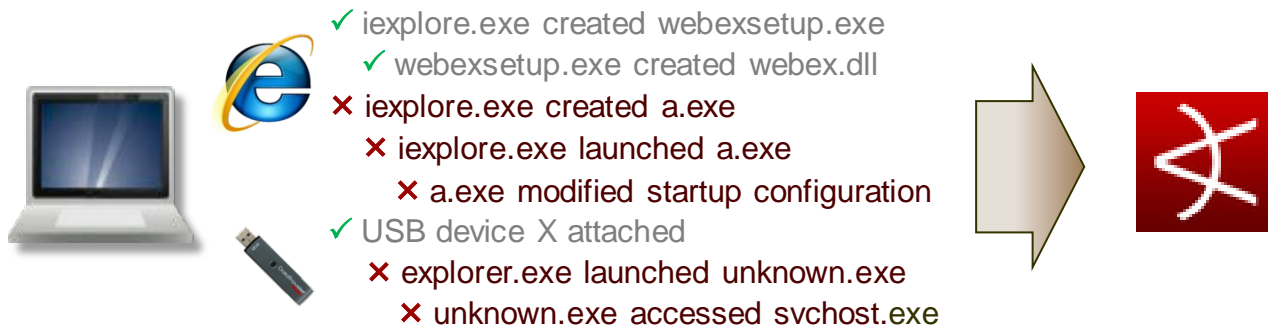 ✓ iexplore.exe created webexsetup.exe
✓ webexsetup.exe created webex.dll
✗ iexplore.exe created a.exe
✗ iexplore.exe launched a.exe
✗ a.exe modified startup configuration
✓ USB device X attached
✗ explorer.exe launched unknown.exe
✗ unknown.exe accessed svchost.exe